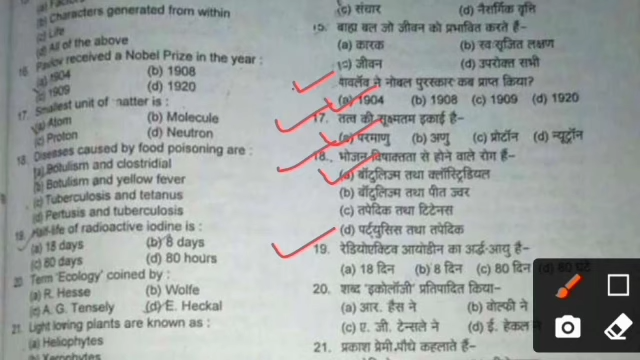 (b) Characters generated from within
(c) Life
(d) All of the above
16. Pavlov received a Nobel Prize in the year :
(a) 1904
(b) 1908
(c) 1909
(d) 1920
17. Smallest unit of matter is :
(a) Atom
(b) Molecule
(c) Proton
(d) Neutron
18. Diseases caused by food poisoning are :
(a) Botulism and clostridial
(b) Botulism and yellow fever
(c) Tuberculosis and tetanus
(d) Pertusis and tuberculosis
19. Half-life of radioactive iodine is :
(a) 18 days
(b) 8 days
(c) 80 days
(d) 80 hours
20. Term 'Ecology' coined by :
(a) R. Hesse
(b) Wolfe
(c) A. G. Tensely
(d) E. Heckal
21. Light loving plants are known as :
(a) Heliophytes
(b) Xerophytes
(c) संचार
(d) नैसर्गिक वृत्ति
15. बाह्य बल जो जीवन को प्रभावित करते हैं–
(a) कारक
(b) स्व सृजित लक्षण
(c) जीवन
(d) उपरोक्त सभी
पावलॅव ने नोबल पुरस्कार कब प्राप्त किया?
(a) 1904 (b) 1908 (c) 1909 (d) 1920
17. तत्व की सूक्ष्मतम इकाई है–
(a) परमाणु (b) अणु (c) प्रोटॉन (d) न्यूट्रॉन
18. भोजन विषाक्तता से होने वाले रोग हैं–
(a) बॉटुलिज्म तथा क्लॉस्ट्रिडियल
(b) बॉटुलिज्म तथा पीत ज्वर
(c) तपेदिक तथा टिटेनस
(d) पर्ट्युसिस तथा तपेदिक
19. रेडियोएक्टिव आयोडीन का अर्द्ध-आयु है–
(a) 18 दिन (b) 8 दिन (c) 80 दिन (d) 80 घंटे
20. शब्द 'इकोलॉजी' प्रतिपादित किया–
(a) आर. हैस ने
(b) वोल्फी ने
(c) ए. जी. टेन्सले ने
(d) ई. हेकल
21. प्रकाश प्रेमी पौधे कहलाते हैं–